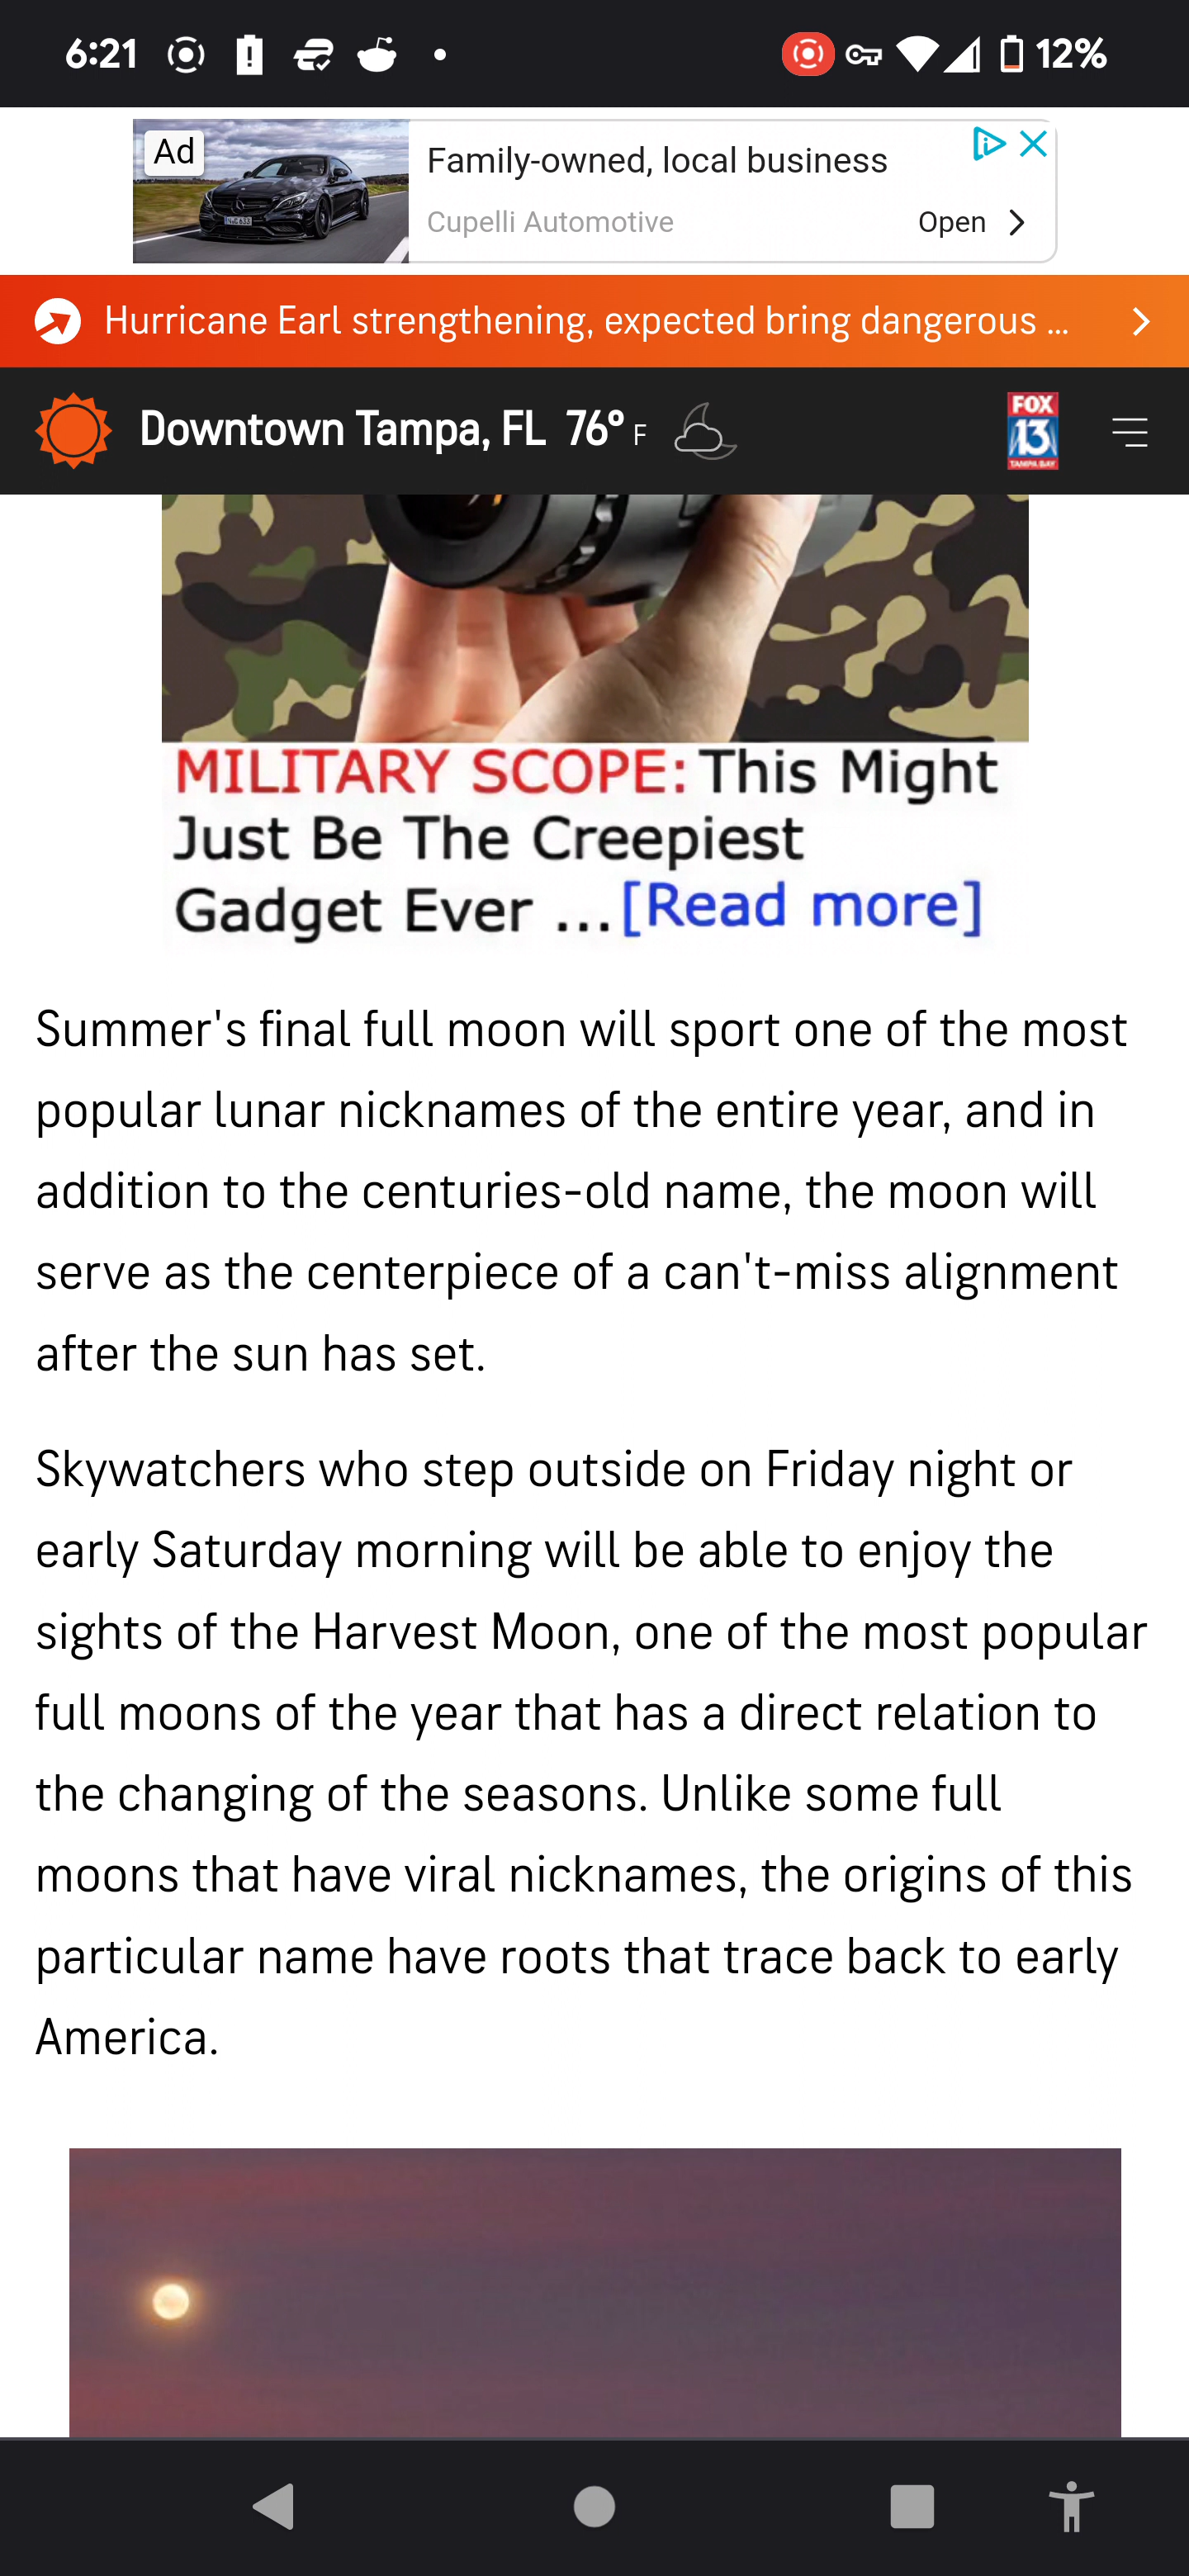 6:21
12%
Ad
Family-owned, local business
Cupelli Automotive
Open
Hurricane Earl strengthening, expected bring dangerous ...
Downtown Tampa, FL 76° F
FOX
13
TAMPA BAY
MILITARY SCOPE: This Might
Just Be The Creepiest
Gadget Ever ... [Read more]
Summer's final full moon will sport one of the most
popular lunar nicknames of the entire year, and in
addition to the centuries-old name, the moon will
serve as the centerpiece of a can't-miss alignment
after the sun has set.
Skywatchers who step outside on Friday night or
early Saturday morning will be able to enjoy the
sights of the Harvest Moon, one of the most popular
full moons of the year that has a direct relation to
the changing of the seasons. Unlike some full
moons that have viral nicknames, the origins of this
particular name have roots that trace back to early
America.